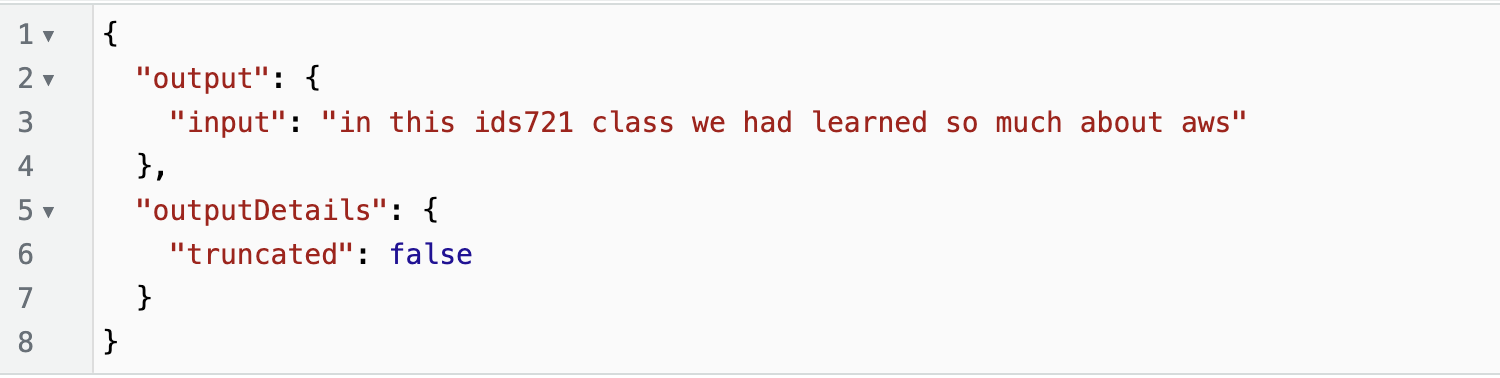 1 {
2 "output": {
3 "input": "in this ids721 class we had learned so much about aws"
4 },
5 "outputDetails": {
6 "truncated": false
7 }
8 }